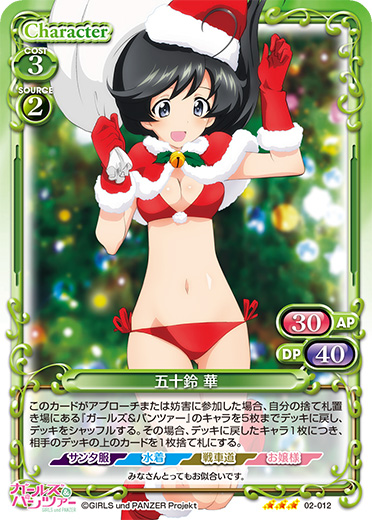 Character
COST
3
SOURCE
2
30 AP
DP 40
五十鈴 華
このカードがアプローチまたは妨害に参加した場合、自分の捨て札置
き場にある『ガールズ&パンツァー』のキャラを5枚までデッキに戻し、
デッキをシャッフルする。その場合、デッキに戻したキャラ1枚につき、
相手のデッキの上のカードを1枚捨て札にする。
サンタ服 水着 戦車道 お嬢様
みなさんとってもお似合いです。
ガールズ&
パンツァー
GIRLS und PANZER
©GIRLS und PANZER Projekt
02-012